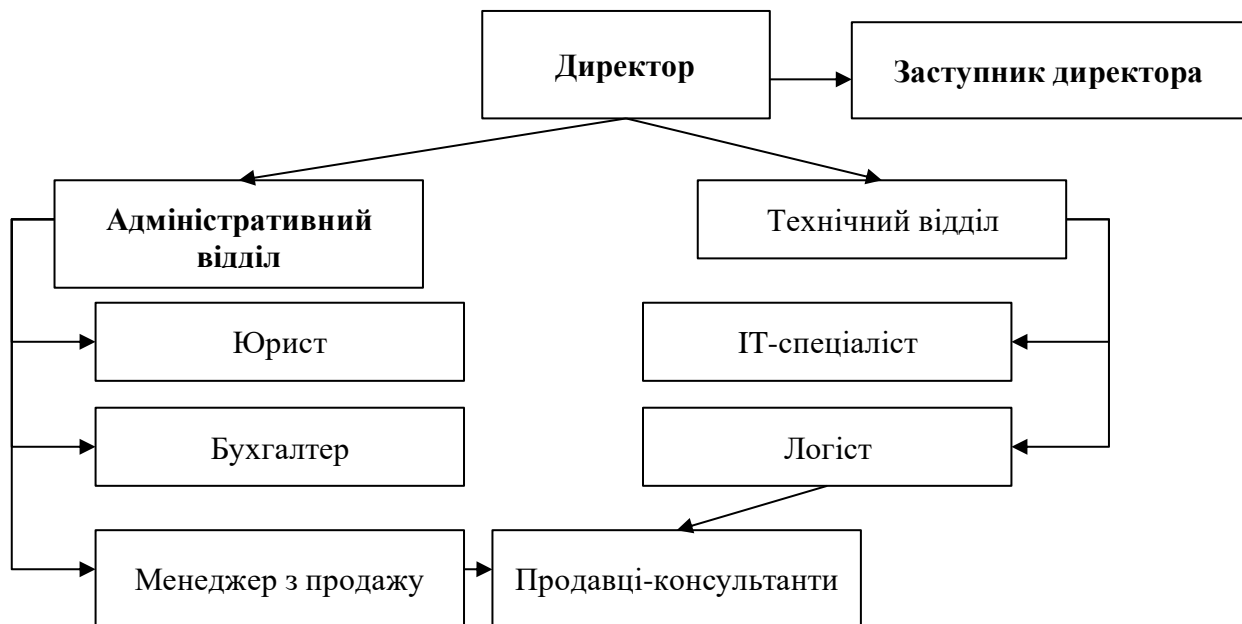 Директор
Заступник директора
Адміністративний
відділ
Технічний відділ
Юрист
ІТ-спеціаліст
Бухгалтер
Логіст
Менеджер з продажу
Продавці-консультанти